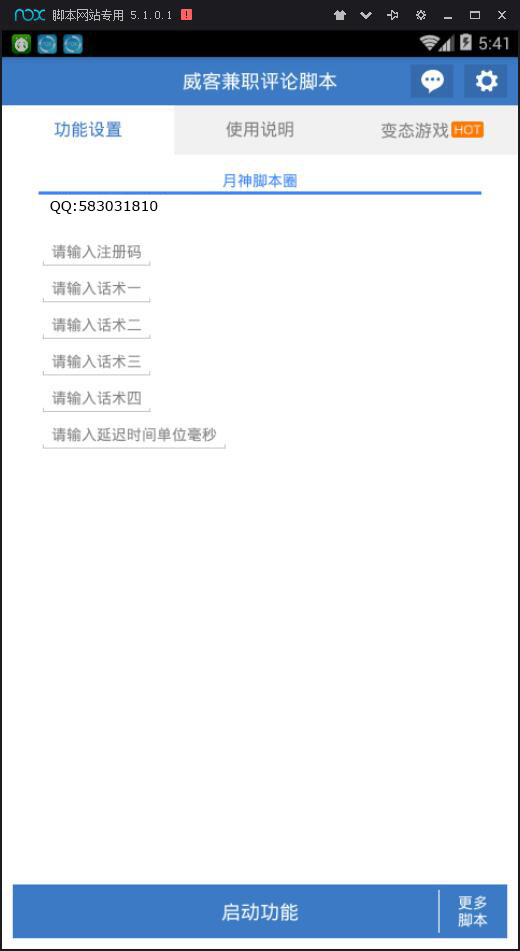 nox 脚本网站专用 5.1.0.1
5:41
威客兼职评论脚本
功能设置 使用说明 变态游戏 HOT
月神脚本圈
QQ:583031810
请输入注册码
请输入话术一
请输入话术二
请输入话术三
请输入话术四
请输入延迟时间单位毫秒
启动功能
更多
脚本